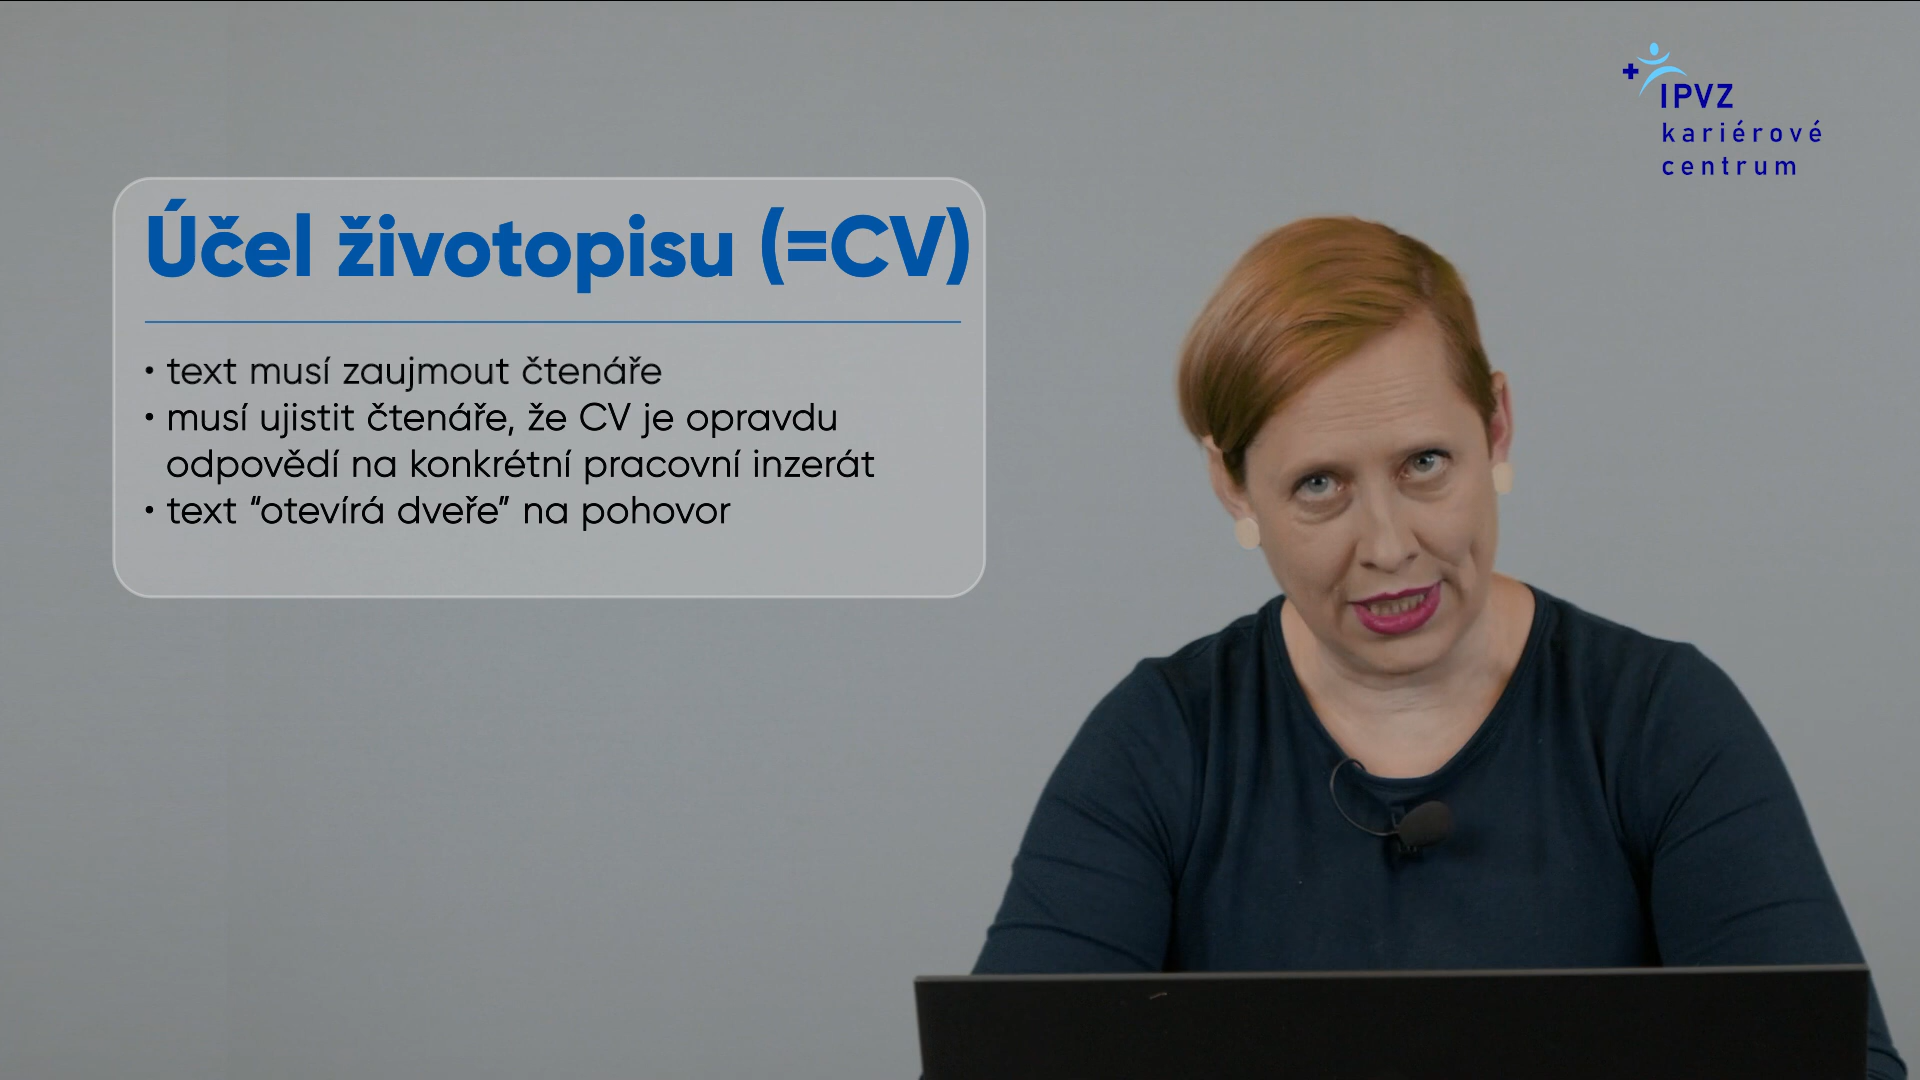 IPVZ
kariérové
centrum
Účel životopisu (=CV)
• text musí zaujmout čtenáře
• musí ujistit čtenáře, že CV je opravdu
odpovědí na konkrétní pracovní inzerát
• text “otevírá dveře” na pohovor